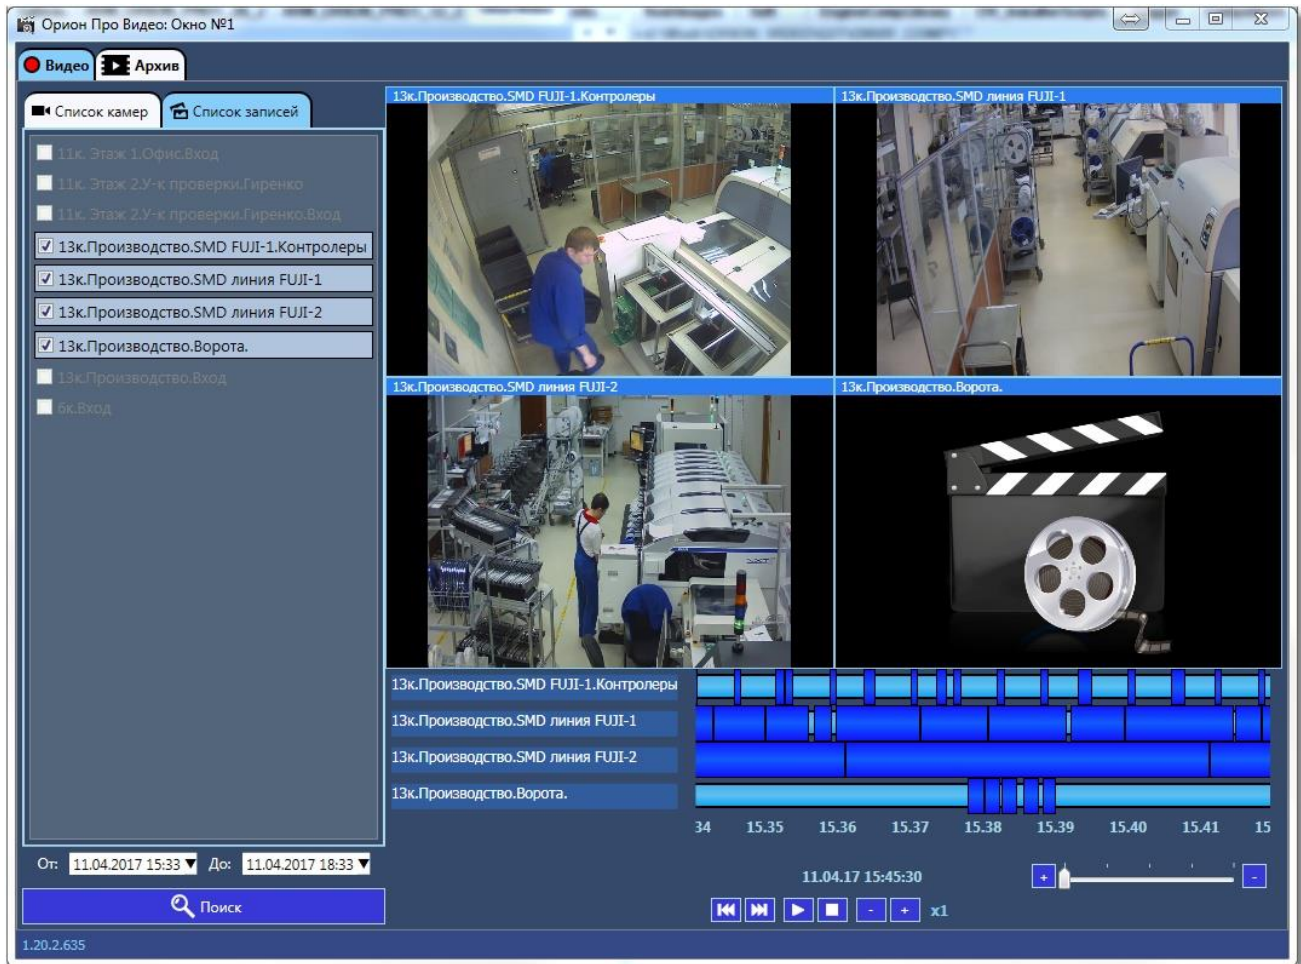 Орион Про Видео: Окно №1
Видео Архив
Список камер Список записей
11к. Этаж 1.Офис.Вход
11к. Этаж 2.У-к проверки.Гиренко
11к. Этаж 2.У-к проверки.Гиренко.Вход
13к.Производство.SMD FUJI-1.Контролеры
13к.Производство.SMD линия FUJI-1
13к.Производство.SMD линия FUJI-2
13к.Производство.Ворота.
13к.Производство.Вход
6к.Вход
От: 11.04.2017 15:33 До: 11.04.2017 18:33
Поиск
13к.Производство.SMD FUJI-1.Контролеры
13к.Производство.SMD линия FUJI-1
13к.Производство.SMD линия FUJI-2
13к.Производство.Ворота.
13к.Производство.SMD FUJI-1.Контролеры
13к.Производство.SMD линия FUJI-1
13к.Производство.SMD линия FUJI-2
13к.Производство.Ворота.
34 15.35 15.36 15.37 15.38 15.39 15.40 15.41 15
11.04.17 15:45:30
+ -
- + x1
1.20.2.635